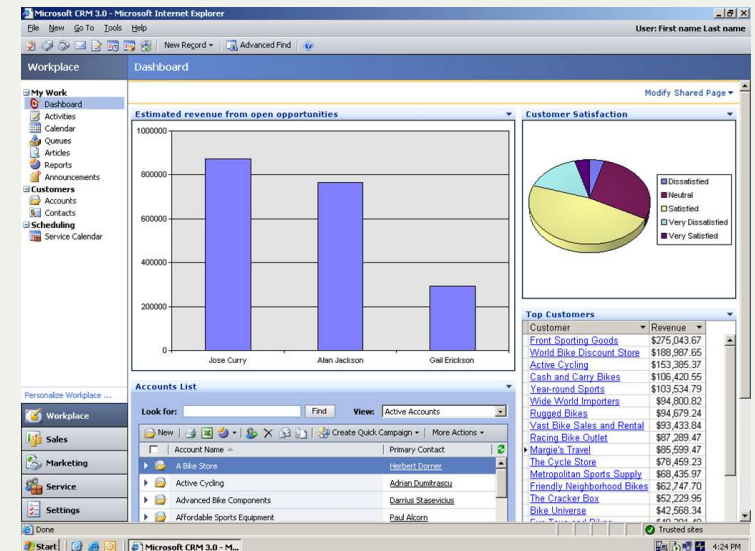 Microsoft CRM 3.0 - Microsoft Internet Explorer
File New Go To Tools Help
User: First name Last name
New Record Advanced Find
Workplace
Dashboard
Modify Shared Page
My Work
Dashboard
Activities
Calendar
Queues
Articles
Reports
Announcements
Customers
Accounts
Contacts
Scheduling
Service Calendar
Personalize Workplace ...
Workplace
Sales
Marketing
Service
Settings
Estimated revenue from open opportunities
1000000
800000
600000
400000
200000
0
Jose Curry Alan Jackson Gail Erickson
Customer Satisfaction
Dissatisfied
Neutral
Satisfied
Very Dissatisfied
Very Satisfied
Accounts List
Look for: Find View: Active Accounts
New Create Quick Campaign More Actions
Account Name Primary Contact
A Bike Store Herbert Dorner
Active Cycling Adrian Dumitrascu
Advanced Bike Components Darrius Stasevicius
Affordable Sports Equipment Paul Alcorn
Top Customers
Customer Revenue
Front Sporting Goods $275,043.67
World Bike Discount Store $188,987.65
Active Cycling $153,385.37
Cash and Carry Bikes $106,420.55
Year-round Sports $103,534.79
Wide World Importers $94,800.82
Rugged Bikes $94,679.24
Vast Bike Sales and Rental $93,433.84
Racing Bike Outlet $87,289.47
Margie's Travel $85,599.47
The Cycle Store $78,459.23
Metropolitan Sports Supply $68,435.97
Friendly Neighborhood Bikes $62,747.70
The Cracker Box $52,229.95
Bike Universe $42,568.34
Done
Trusted sites
Start
Microsoft CRM 3.0 - M...
4:24 PM